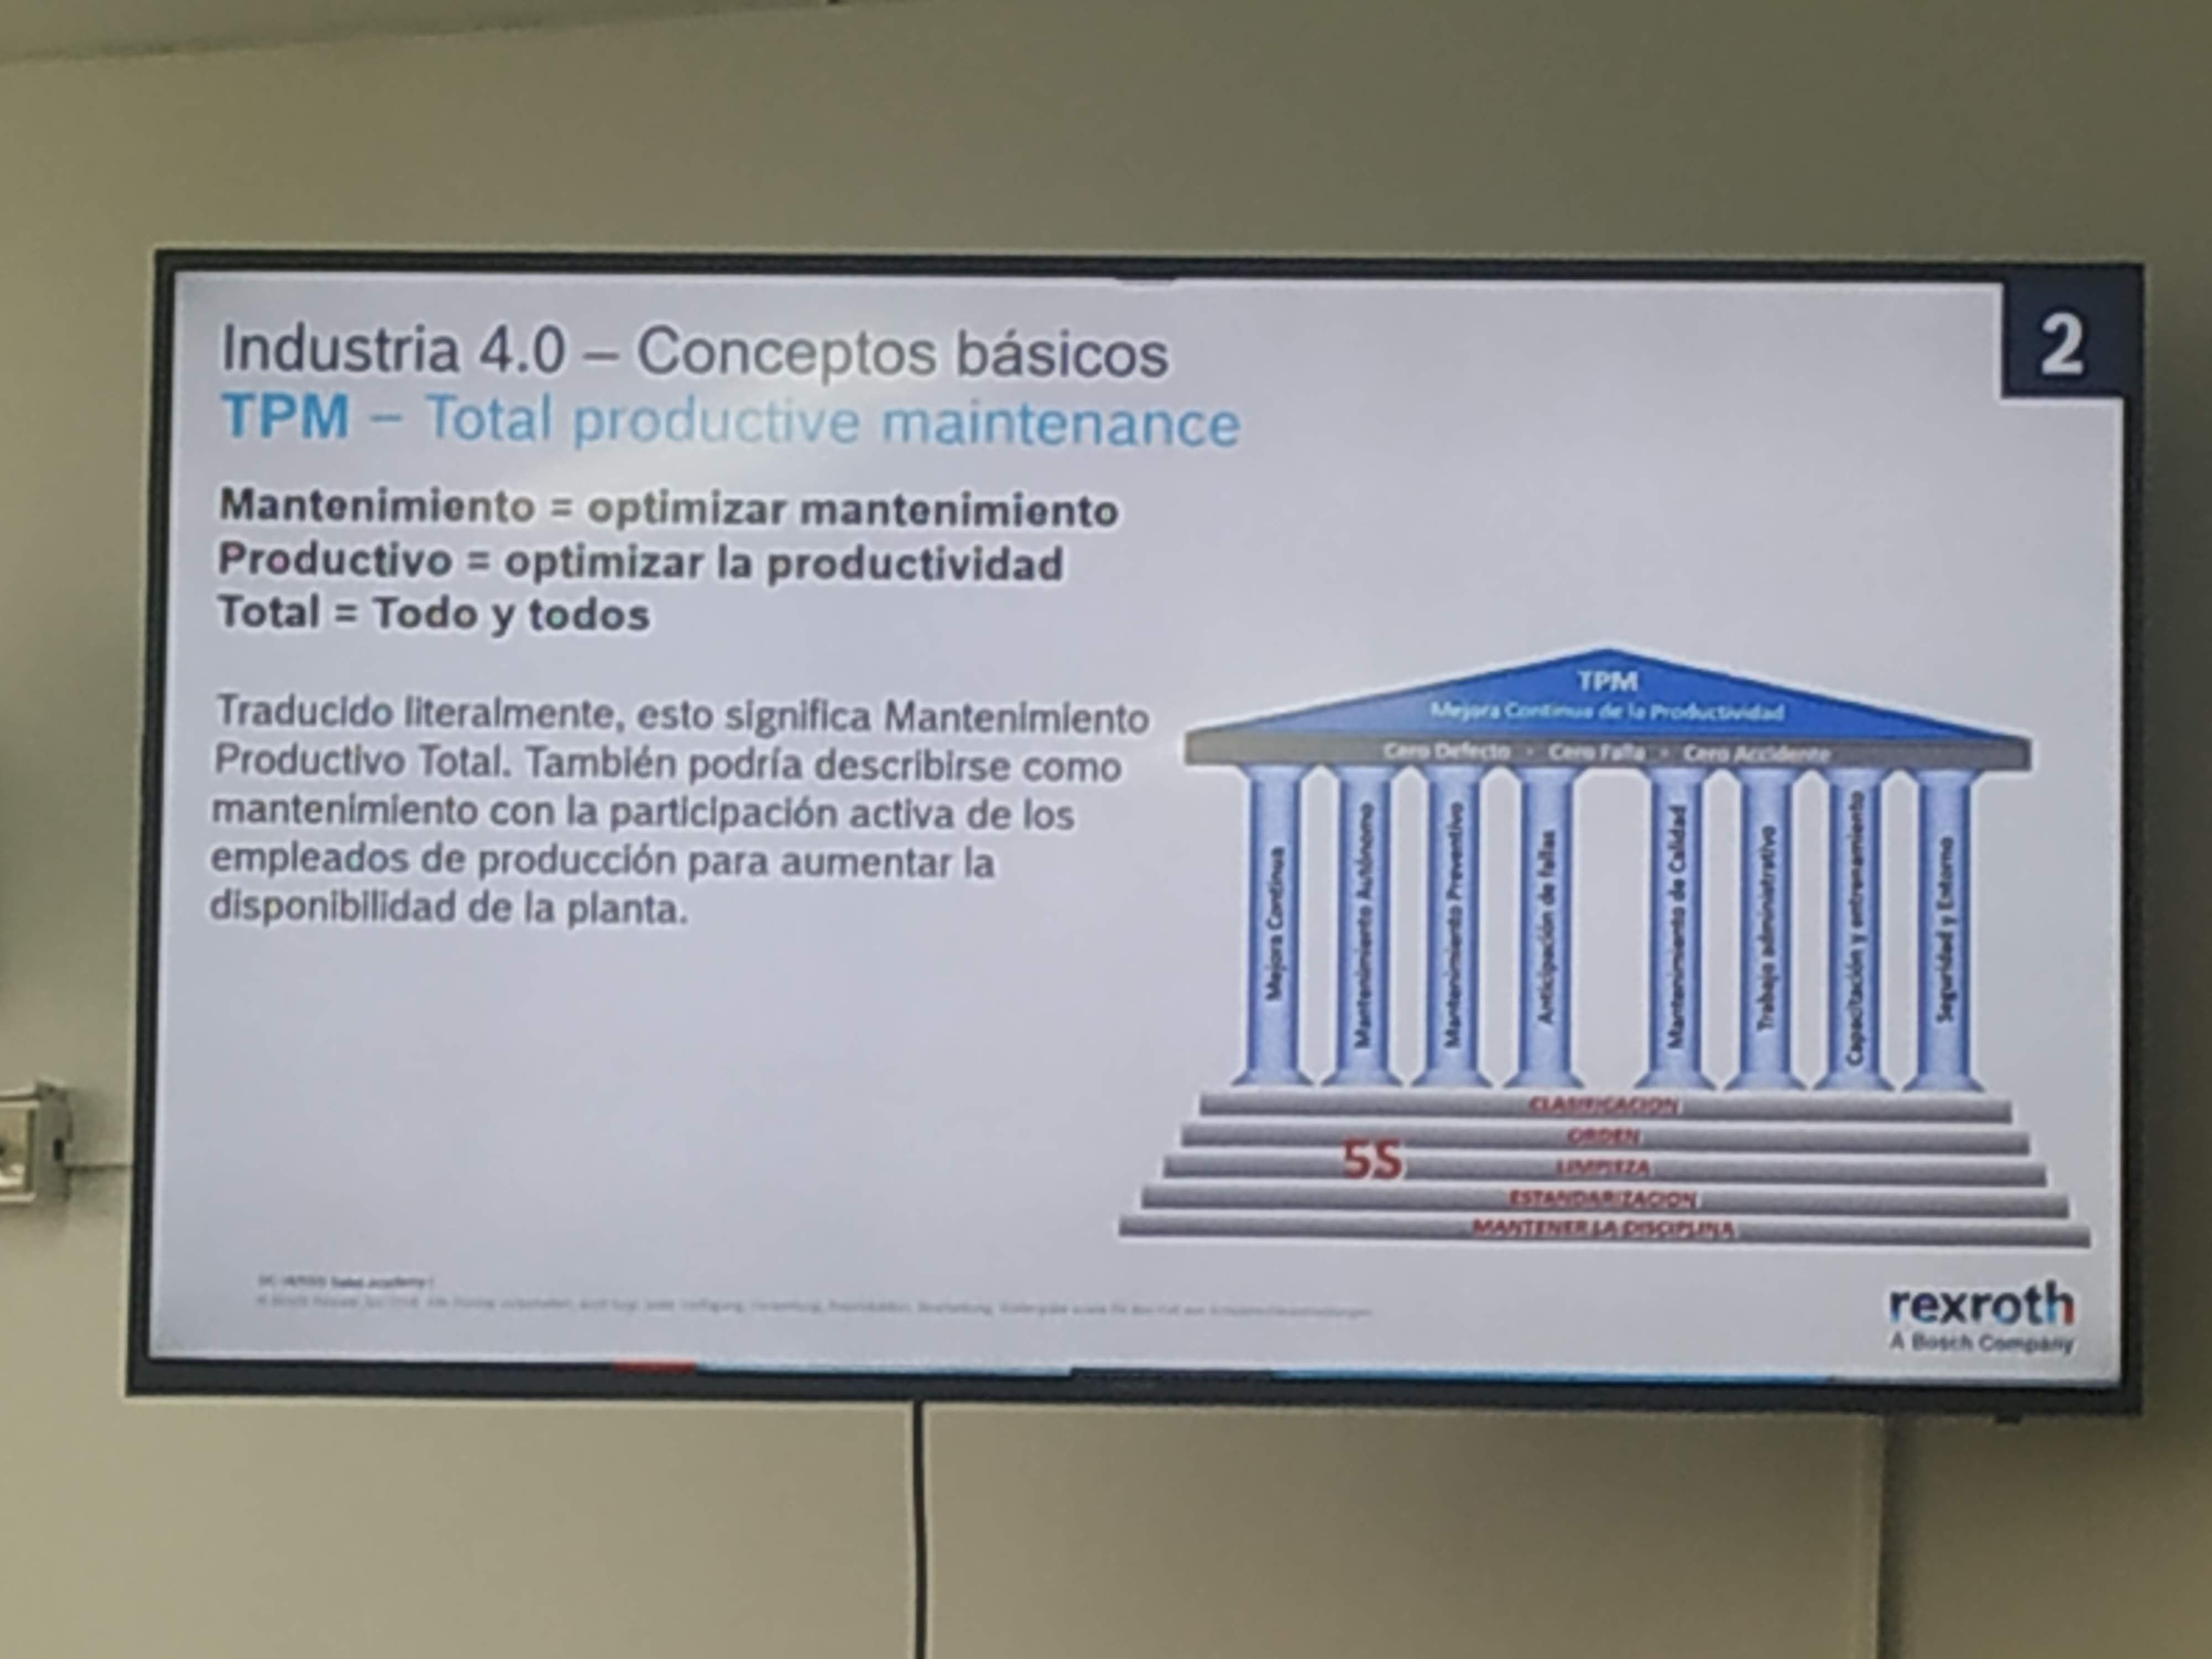 2
Industria 4.0 – Conceptos básicos
TPM – Total productive maintenance
Mantenimiento = optimizar mantenimiento
Productivo = optimizar la productividad
Total = Todo y todos
Traducido literalmente, esto significa Mantenimiento
Productivo Total. También podría describirse como
mantenimiento con la participación activa de los
empleados de producción para aumentar la
disponibilidad de la planta.
TPM
Mejora Continua de la Productividad
Cero Defecto · Cero Falla · Cero Accidente
Mejora Continua
Mantenimiento Autónomo
Mantenimiento Preventivo
Anticipación de fallas
Mantenimiento de Calidad
Trabajo administrativo
Capacitación y entrenamiento
Seguridad y Entorno
CLASIFICACION
ORDEN
5S
LIMPIEZA
ESTANDARIZACION
MANTENER LA DISCIPLINA
Sales Academy
rexroth
A Bosch Company